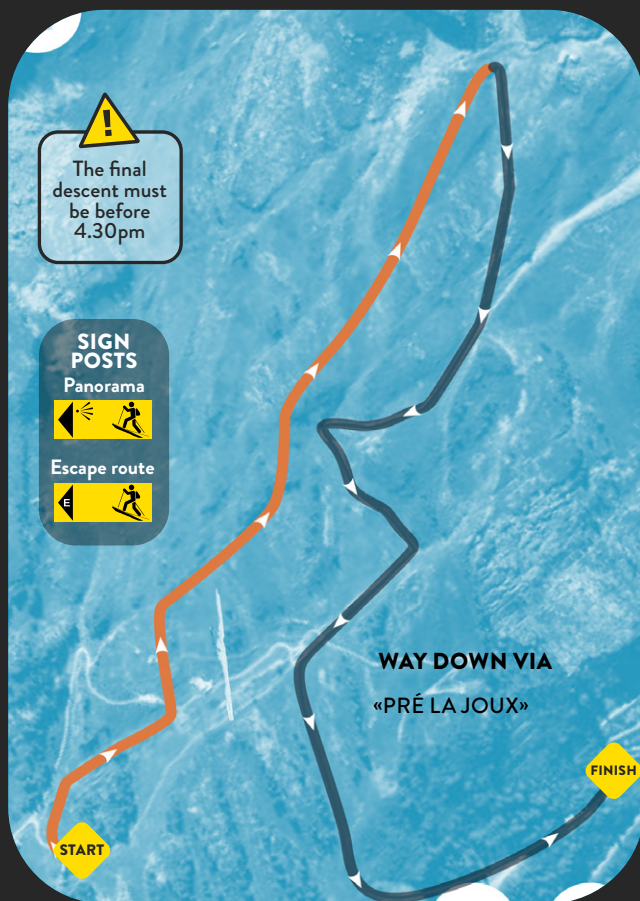 !
The final
descent must
be before
4.30pm
SIGN
POSTS
Panorama
Escape route
E
WAY DOWN VIA
«PRÉ LA JOUX»
FINISH
START